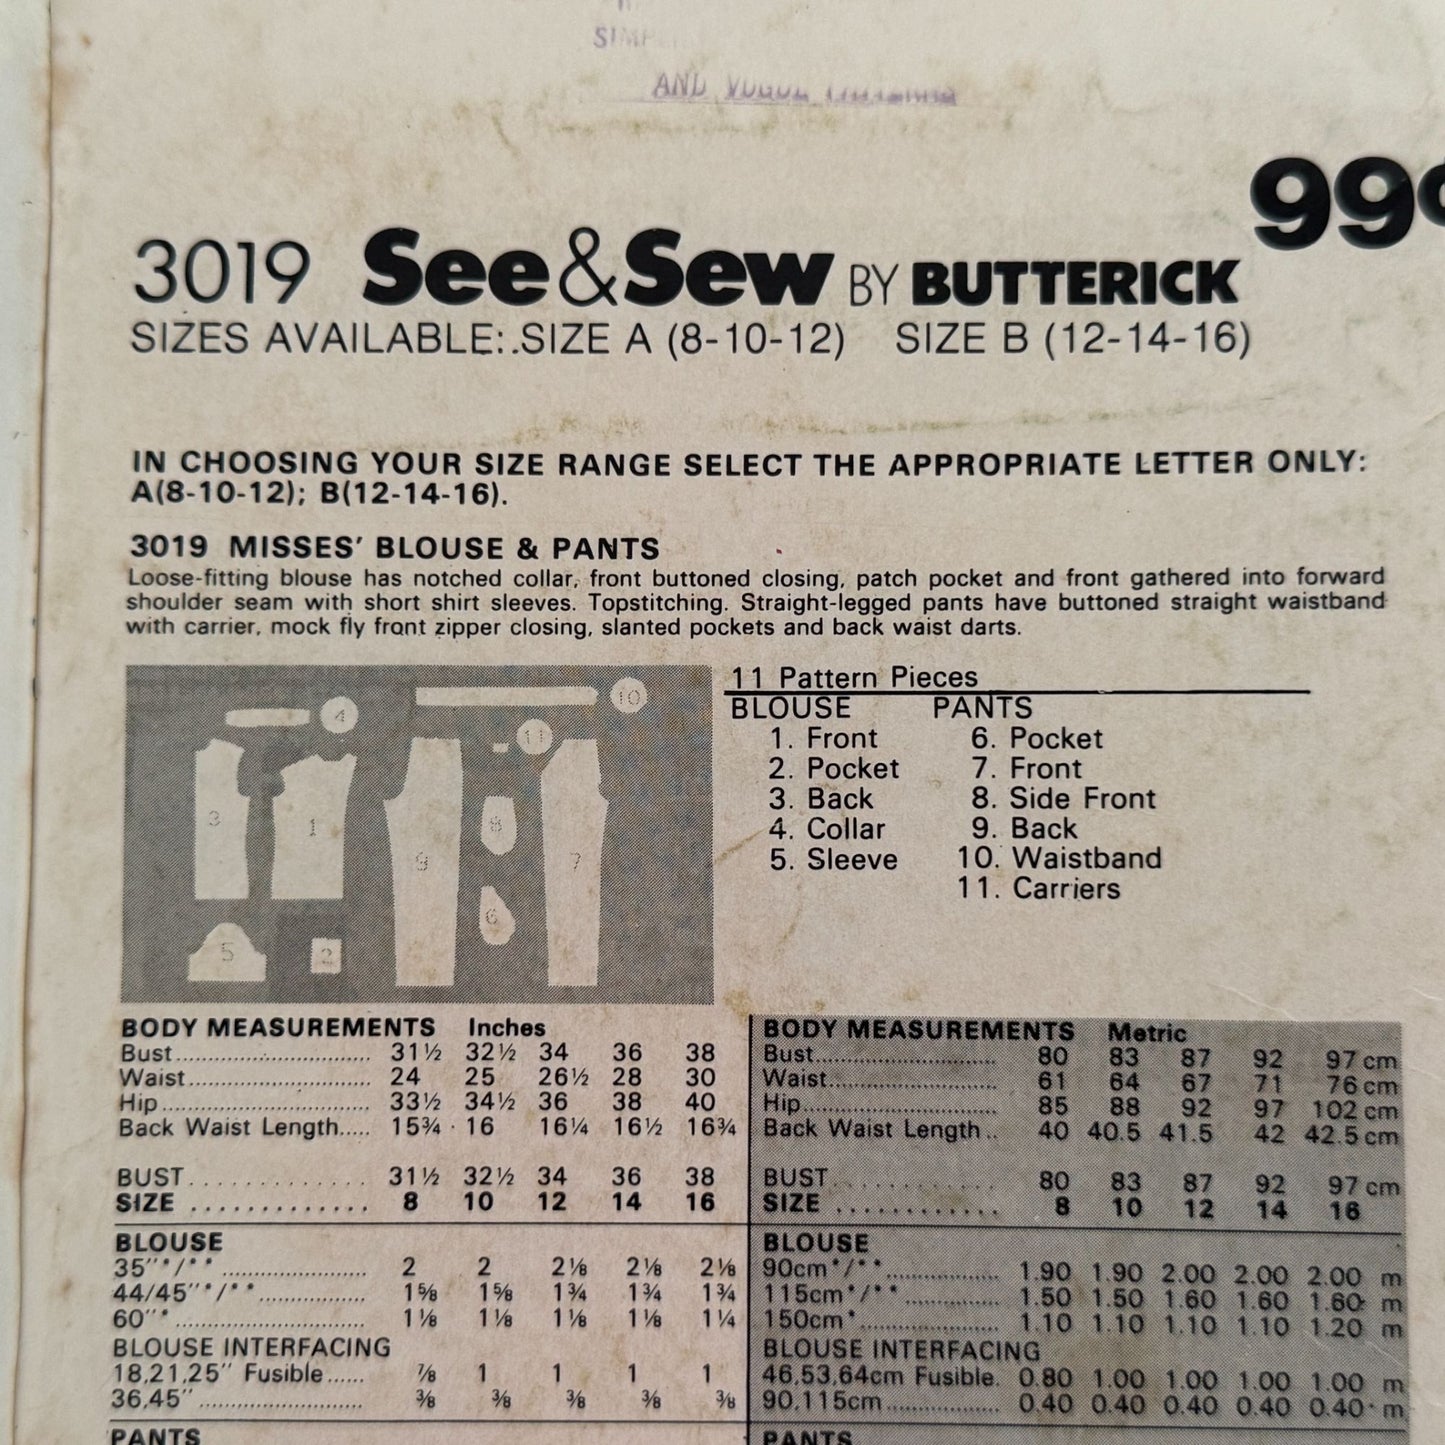 AND VOGUE PATTERNS
99¢
3019 See&Sew BY BUTTERICK
SIZES AVAILABLE: SIZE A (8-10-12) SIZE B (12-14-16)
IN CHOOSING YOUR SIZE RANGE SELECT THE APPROPRIATE LETTER ONLY:
A(8-10-12); B(12-14-16).
3019 MISSES' BLOUSE & PANTS
Loose-fitting blouse has notched collar, front buttoned closing, patch pocket and front gathered into forward
shoulder seam with short shirt sleeves. Topstitching. Straight-legged pants have buttoned straight waistband
with carrier, mock fly front zipper closing, slanted pockets and back waist darts.
4
10
11
3
1
9
8
7
6
5
2
11 Pattern Pieces
BLOUSE PANTS
1. Front 6. Pocket
2. Pocket 7. Front
3. Back 8. Side Front
4. Collar 9. Back
5. Sleeve 10. Waistband
11. Carriers
BODY MEASUREMENTS Inches
Bust 31½ 32½ 34 36 38
Waist 24 25 26½ 28 30
Hip 33½ 34½ 36 38 40
Back Waist Length 15¾ 16 16¼ 16½ 16¾
BUST 31½ 32½ 34 36 38
SIZE 8 10 12 14 16
BLOUSE
35"*/** 2 2 2⅛ 2⅛ 2⅛
44/45"*/** 1⅝ 1⅝ 1¾ 1¾ 1¾
60"* 1⅛ 1⅛ 1⅛ 1⅛ 1¼
BLOUSE INTERFACING
18,21,25" Fusible ⅞ 1 1 1 1
36,45" ⅜ ⅜ ⅜ ⅜ ⅜
PANTS
BODY MEASUREMENTS Metric
Bust 80 83 87 92 97 cm
Waist 61 64 67 71 76 cm
Hip 85 88 92 97 102 cm
Back Waist Length 40 40.5 41.5 42 42.5 cm
BUST 80 83 87 92 97 cm
SIZE 8 10 12 14 16
BLOUSE
90cm*/** 1.90 1.90 2.00 2.00 2.00 m
115cm*/** 1.50 1.50 1.60 1.60 1.60 m
150cm* 1.10 1.10 1.10 1.10 1.20 m
BLOUSE INTERFACING
46,53,64cm Fusible. 0.80 1.00 1.00 1.00 1.00 m
90,115cm 0.40 0.40 0.40 0.40 0.40 m
PANTS